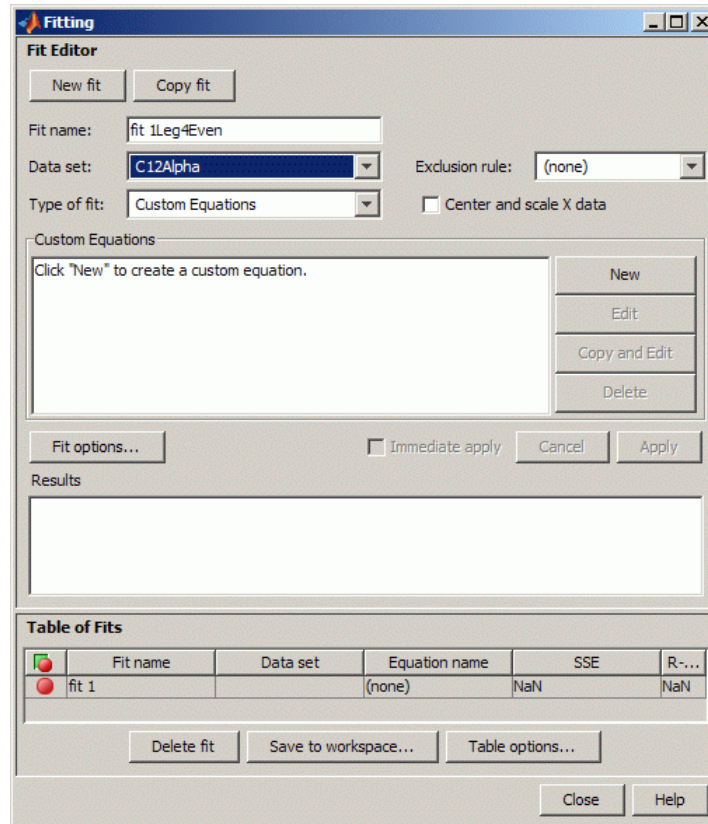 Fitting
Fit Editor
New fit Copy fit
Fit name: fit 1Leg4Even
Data set: C12Alpha Exclusion rule: (none)
Type of fit: Custom Equations Center and scale X data
Custom Equations
Click "New" to create a custom equation.
New
Edit
Copy and Edit
Delete
Fit options... Immediate apply Cancel Apply
Results
Table of Fits
Fit name Data set Equation name SSE R-...
fit 1 (none) NaN NaN
Delete fit Save to workspace... Table options...
Close Help